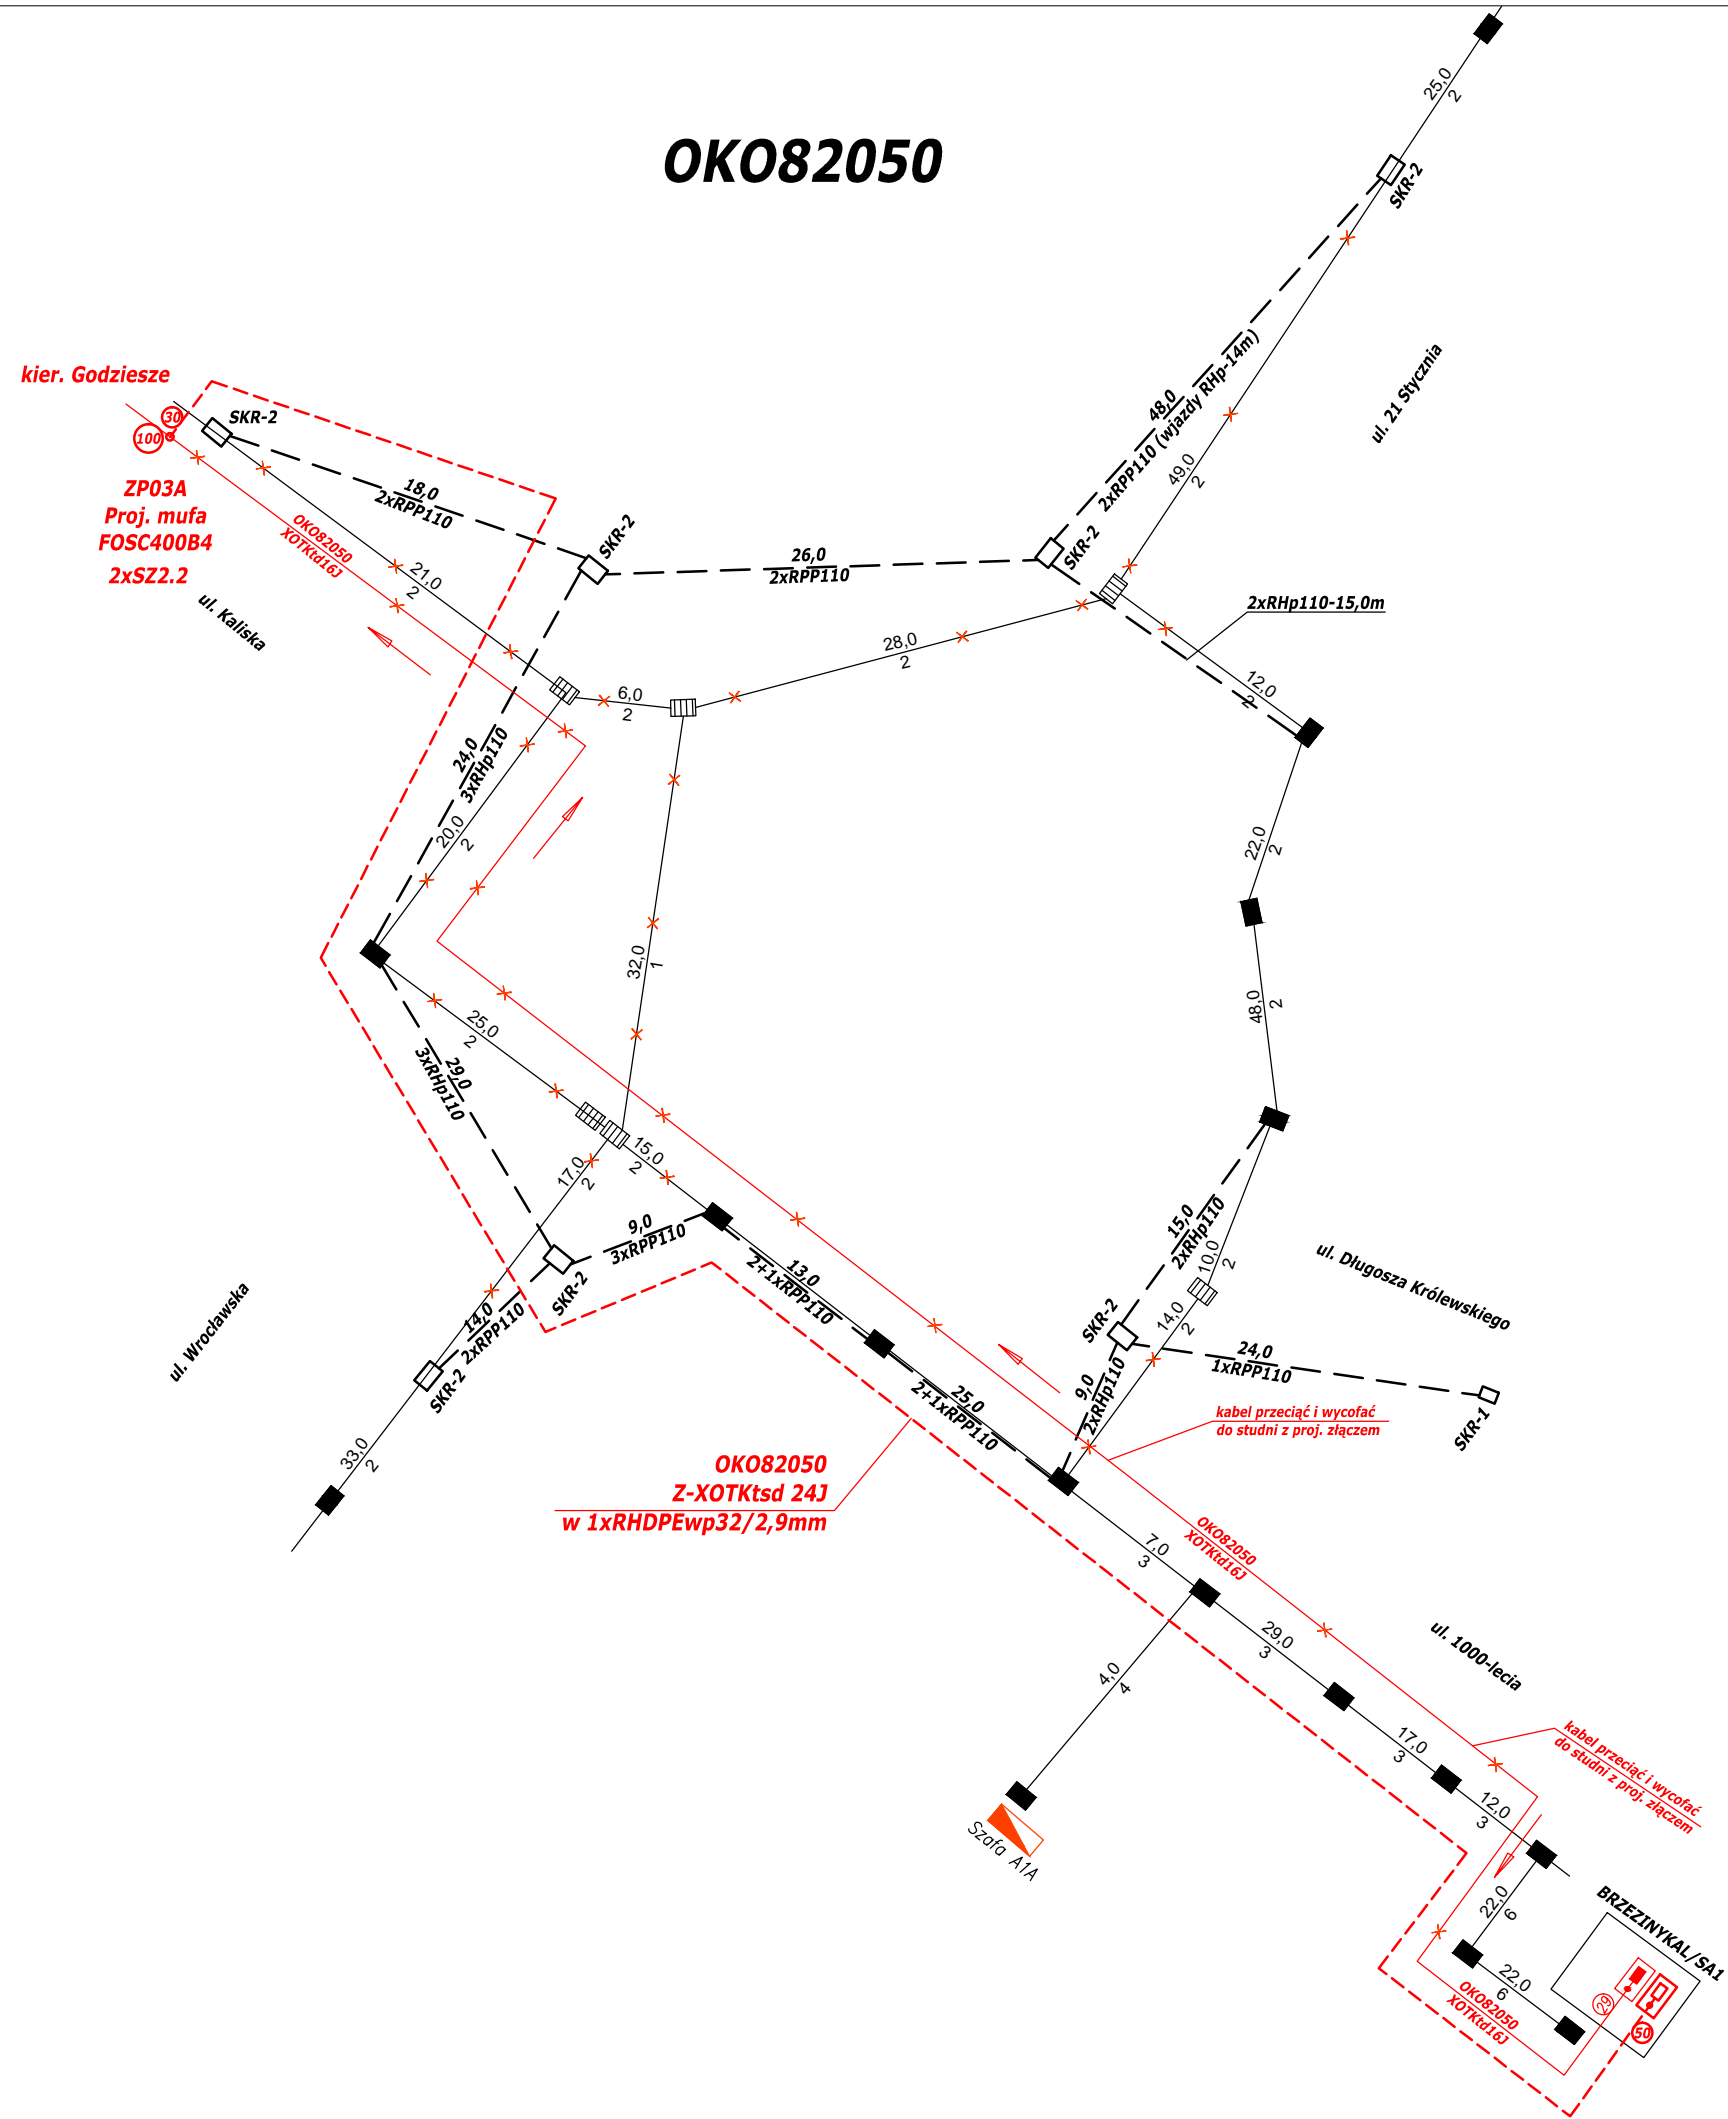 OKO82050
25,0
2
SKR-2
ul. 21 Stycznia
48,0
2xRPP110 (wjazdy RHp-14m)
49,0
2
kier. Godziesze
30
100
SKR-2
ZP03A
Proj. mufa
FOSC400B4
2xSZ2.2
18,0
2xRPP110
OKO82050
XOTKtd16J
SKR-2
26,0
2xRPP110
SKR-2
2xRHp110-15,0m
21,0
2
ul. Kaliska
28,0
2
6,0
2
12,0
2
24,0
3xRHp110
20,0
2
22,0
2
32,0
1
48,0
2
25,0
2
29,0
3xRHp110
15,0
2
17,0
2
9,0
3xRPP110
SKR-2
14,0
2xRPP110
SKR-2
ul. Wrocławska
33,0
2
13,0
2+1xRPP110
25,0
2+1xRPP110
15,0
2xRHp110
10,0
2
14,0
2
SKR-2
9,0
2xRHp110
24,0
1xRPP110
SKR-1
ul. Długosza Królewskiego
kabel przeciąć i wycofać
do studni z proj. złączem
OKO82050
Z-XOTKtsd 24J
w 1xRHDPEwp32/2,9mm
OKO82050
XOTKtd16J
7,0
3
29,0
3
4,0
4
ul. 1000-lecia
17,0
3
12,0
3
kabel przeciąć i wycofać
do studni z proj. złączem
Szafa A1A
22,0
6
22,0
6
BRZEZINYKAL/SA1
OKO82050
XOTKtd16J
29
50